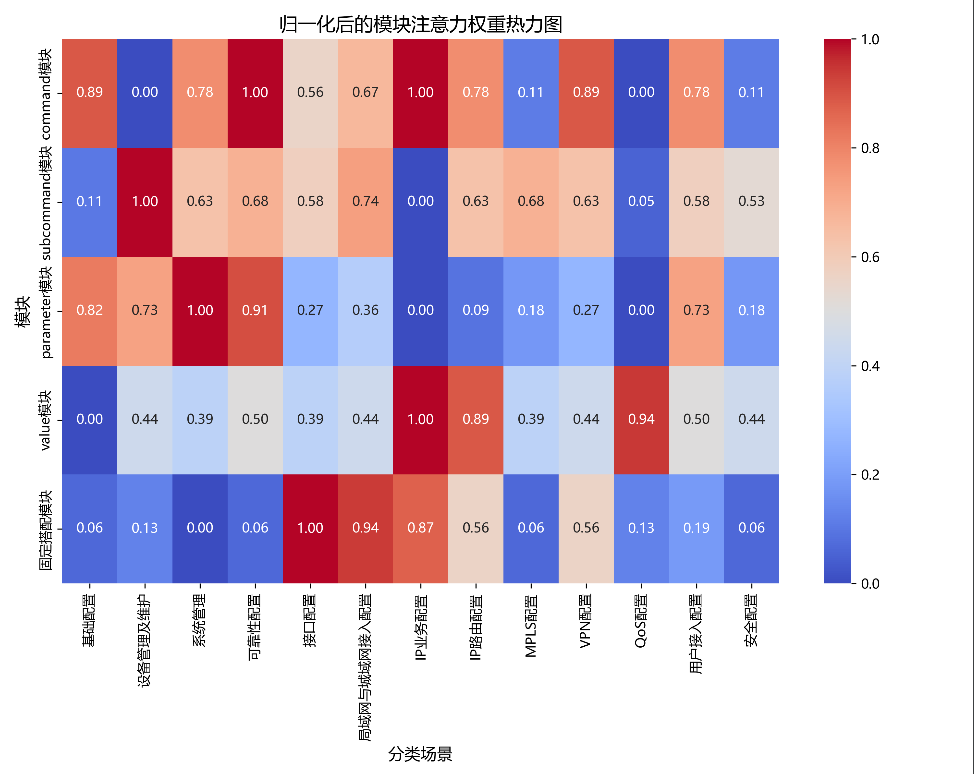 归一化后的模块注意力权重热力图
模块
command模块
0.89 0.00 0.78 1.00 0.56 0.67 1.00 0.78 0.11 0.89 0.00 0.78 0.11
subcommand模块
0.11 1.00 0.63 0.68 0.58 0.74 0.00 0.63 0.68 0.63 0.05 0.58 0.53
parameter模块
0.82 0.73 1.00 0.91 0.27 0.36 0.00 0.09 0.18 0.27 0.00 0.73 0.18
value模块
0.00 0.44 0.39 0.50 0.39 0.44 1.00 0.89 0.39 0.44 0.94 0.50 0.44
固定搭配模块
0.06 0.13 0.00 0.06 1.00 0.94 0.87 0.56 0.06 0.56 0.13 0.19 0.06
基础配置
设备管理及维护
系统管理
可靠性配置
接口配置
局域网与城域网接入配置
IP业务配置
IP路由配置
MPLS配置
VPN配置
QoS配置
用户接入配置
安全配置
分类场景
1.0
0.8
0.6
0.4
0.2
0.0